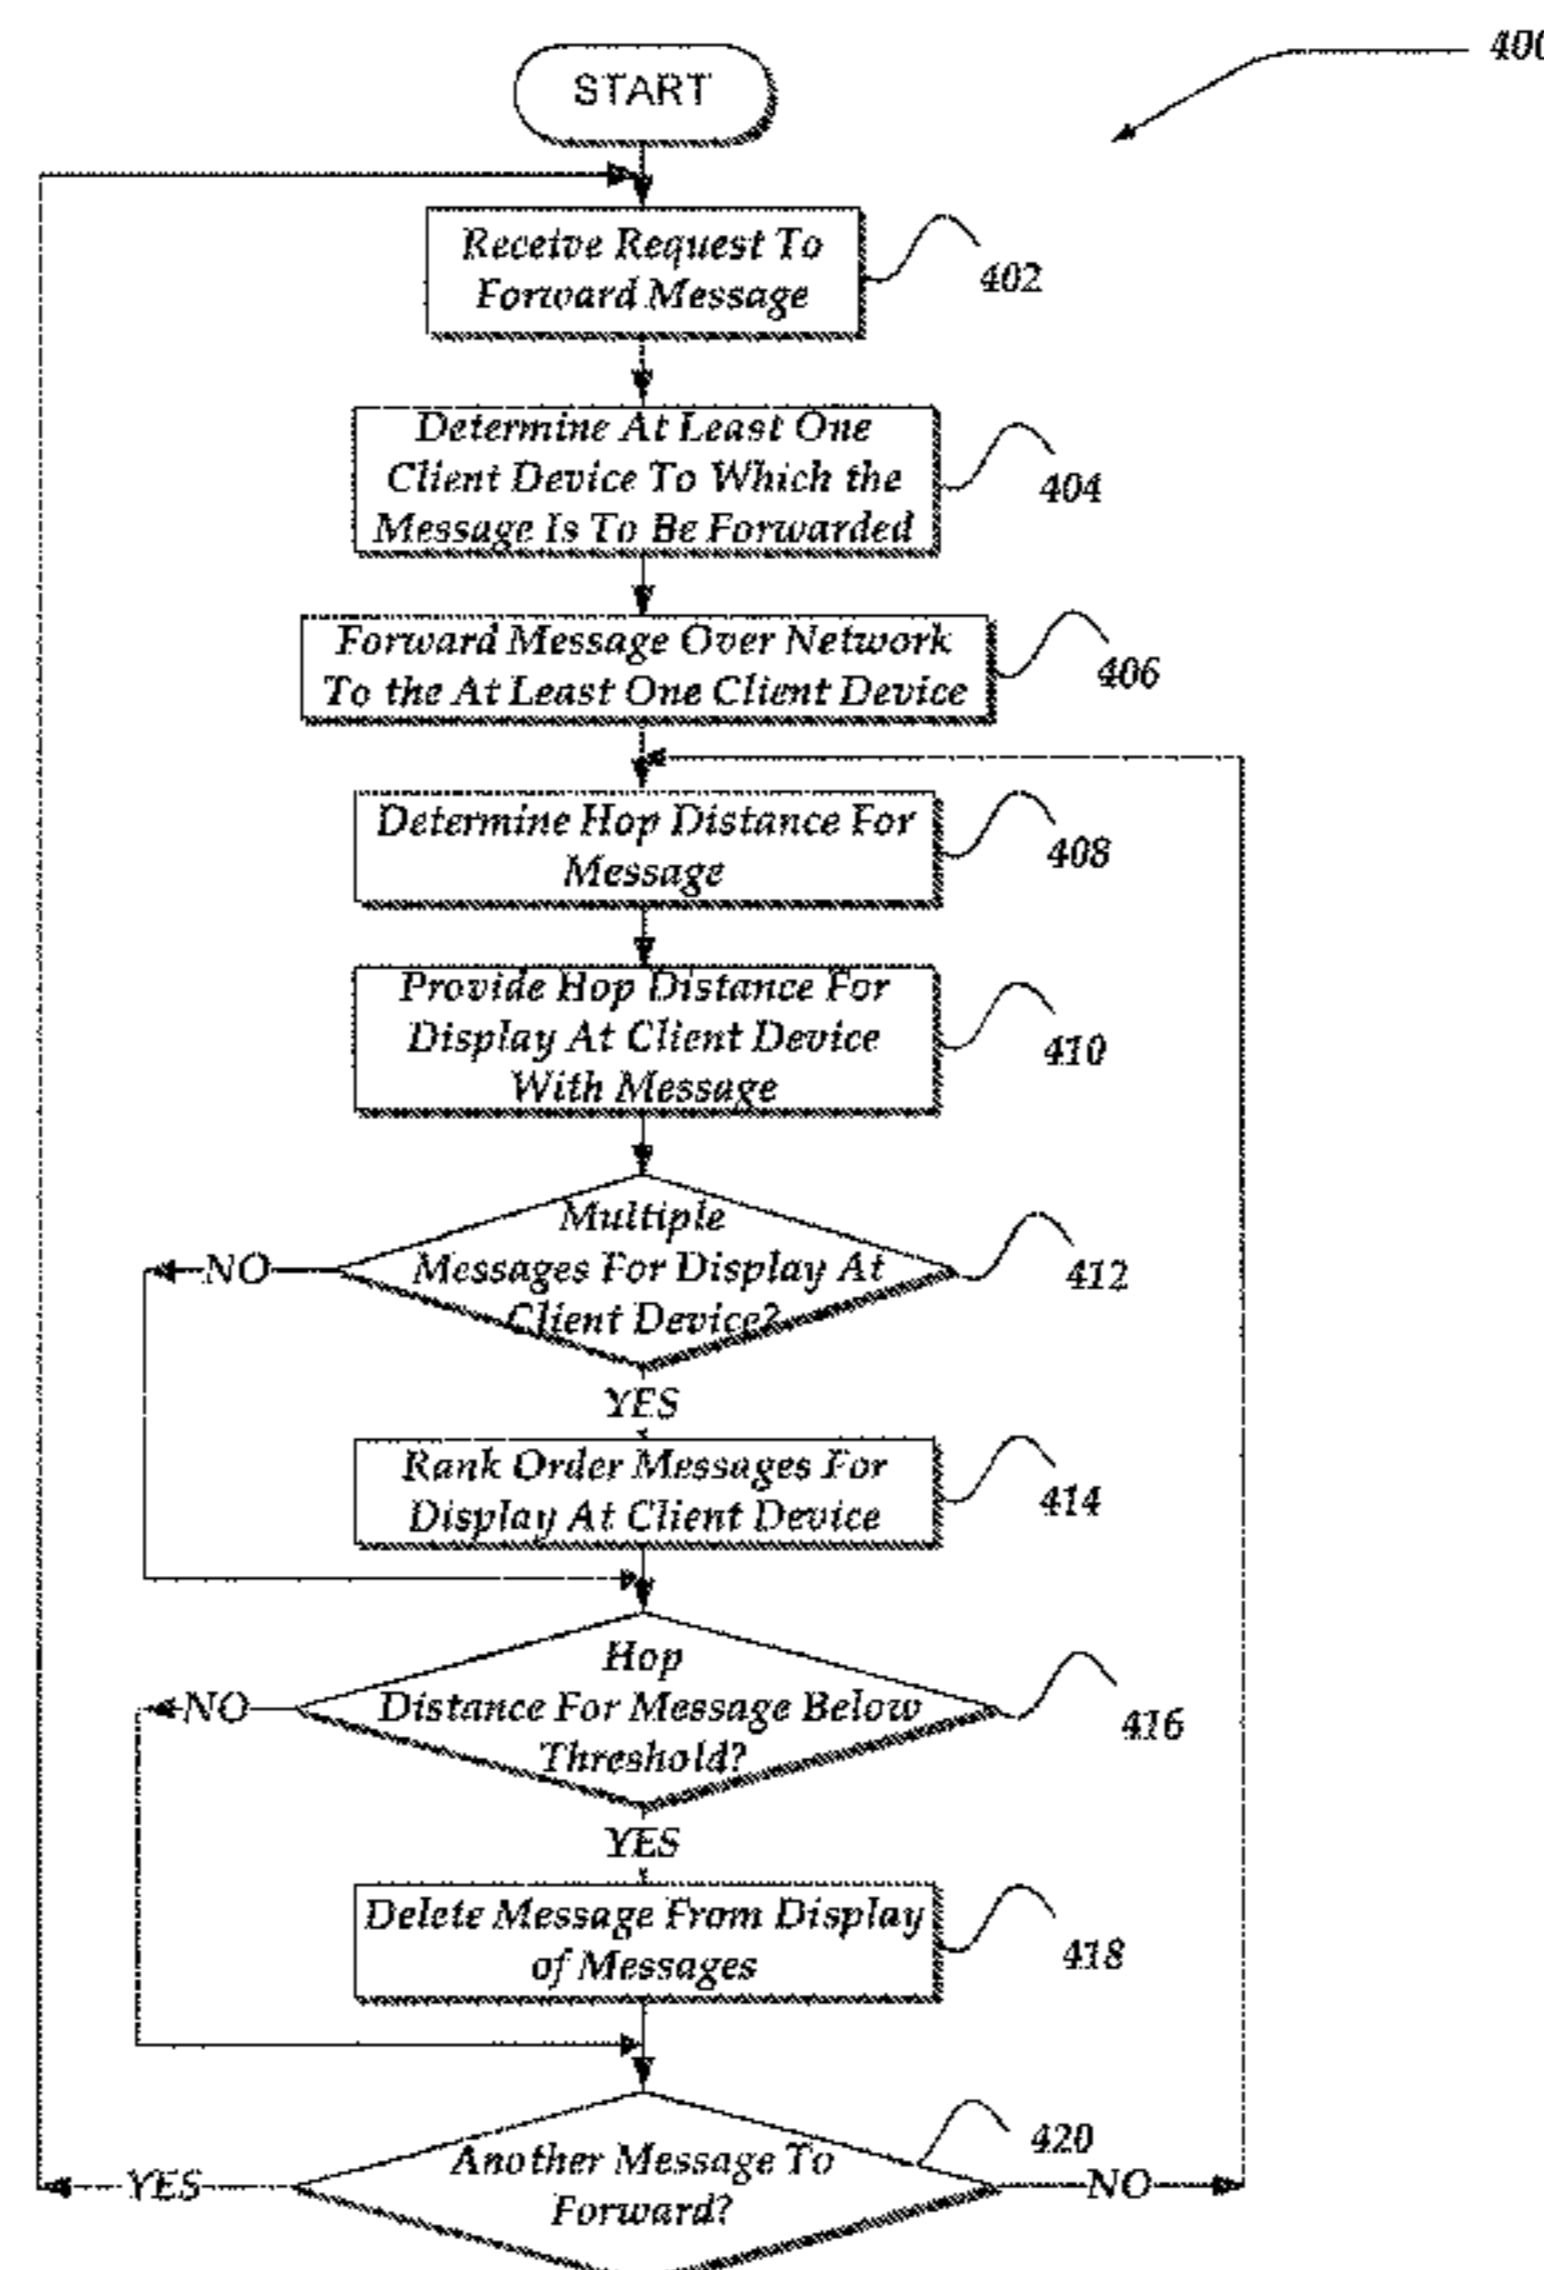 400
START
Receive Request To
Forward Message
402
Determine At Least One
Client Device To Which the
Message Is To Be Forwarded
404
Forward Message Over Network
To the At Least One Client Device
406
Determine Hop Distance For
Message
408
Provide Hop Distance For
Display At Client Device
With Message
410
Multiple
Messages For Display At
Client Device?
412
NO
YES
Rank Order Messages For
Display At Client Device
414
Hop
Distance For Message Below
Threshold?
416
NO
YES
Delete Message From Display
of Messages
418
Another Message To
Forward?
420
YES
NO